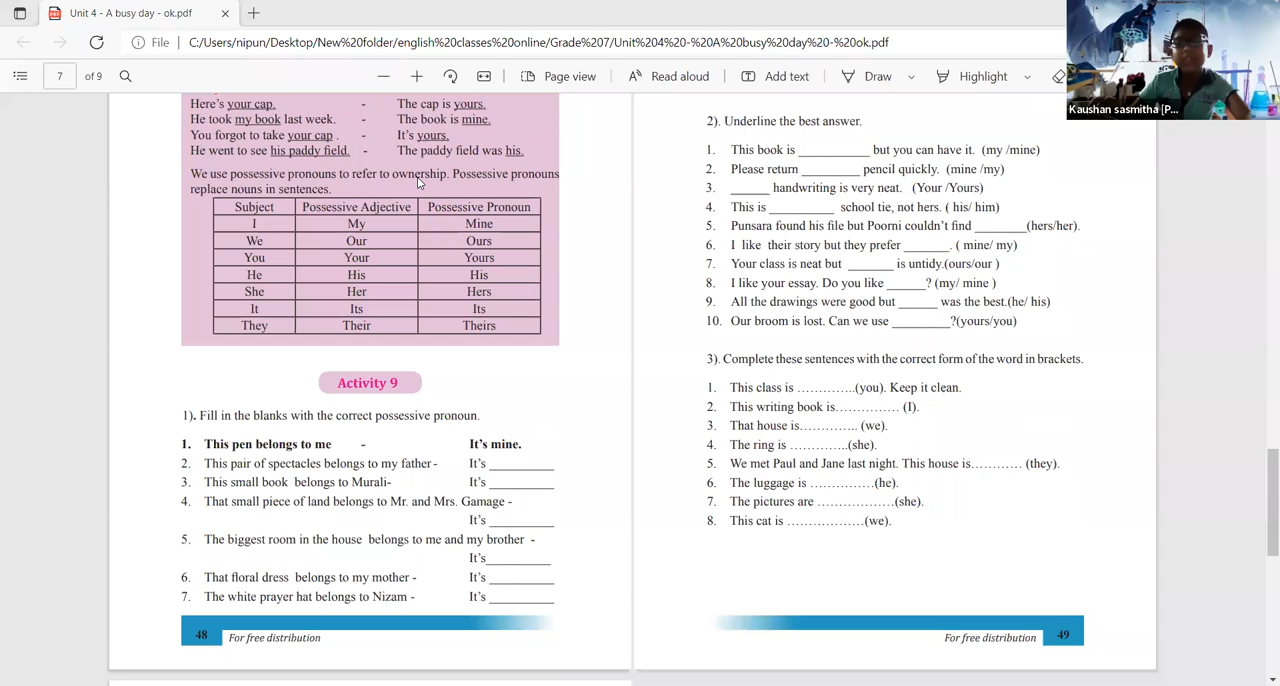 Unit 4 - A busy day - ok.pdf
File
C:/Users/nipun/Desktop/New%20folder/english%20classes%20online/Grade%207/Unit%204%20-%20A%20busy%20day%20-%20ok.pdf
7 of 9
Page view
Read aloud
Add text
Draw
Highlight
Kaushan sasmitha [P...
Here's your cap. - The cap is yours.
He took my book last week. - The book is mine.
You forgot to take your cap . - It's yours.
He went to see his paddy field. - The paddy field was his.
We use possessive pronouns to refer to ownership. Possessive pronouns
replace nouns in sentences.
Subject Possessive Adjective Possessive Pronoun
I My Mine
We Our Ours
You Your Yours
He His His
She Her Hers
It Its Its
They Their Theirs
Activity 9
1). Fill in the blanks with the correct possessive pronoun.
1. This pen belongs to me - It's mine.
2. This pair of spectacles belongs to my father - It's __________
3. This small book belongs to Murali- It's __________
4. That small piece of land belongs to Mr. and Mrs. Gamage -
It's __________
5. The biggest room in the house belongs to me and my brother -
It's__________
6. That floral dress belongs to my mother - It's __________
7. The white prayer hat belongs to Nizam - It's __________
48 For free distribution
2). Underline the best answer.
1. This book is ___________ but you can have it. (my /mine)
2. Please return _________ pencil quickly. (mine /my)
3. ______ handwriting is very neat. (Your /Yours)
4. This is __________ school tie, not hers. ( his/ him)
5. Punsara found his file but Poorni couldn't find ________(hers/her).
6. I like their story but they prefer _______. ( mine/ my)
7. Your class is neat but _______ is untidy.(ours/our )
8. I like your essay. Do you like ______? (my/ mine )
9. All the drawings were good but ______ was the best.(he/ his)
10. Our broom is lost. Can we use _________?(yours/you)
3). Complete these sentences with the correct form of the word in brackets.
1. This class is …………..(you). Keep it clean.
2. This writing book is…………… (I).
3. That house is………….. (we).
4. The ring is …………..(she).
5. We met Paul and Jane last night. This house is………… (they).
6. The luggage is ……………(he).
7. The pictures are ………………(she).
8. This cat is ………………(we).
For free distribution 49